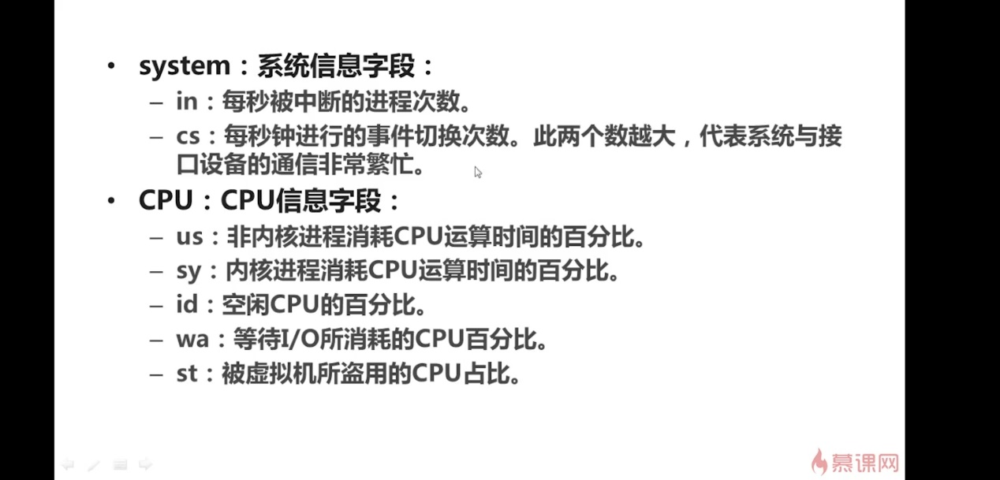 • system：系统信息字段：
– in：每秒被中断的进程次数。
– cs：每秒钟进行的事件切换次数。此两个数越大，代表系统与接
口设备的通信非常繁忙。
• CPU：CPU信息字段：
– us：非内核进程消耗CPU运算时间的百分比。
– sy：内核进程消耗CPU运算时间的百分比。
– id：空闲CPU的百分比。
– wa：等待I/O所消耗的CPU百分比。
– st：被虚拟机所盗用的CPU占比。
慕课网